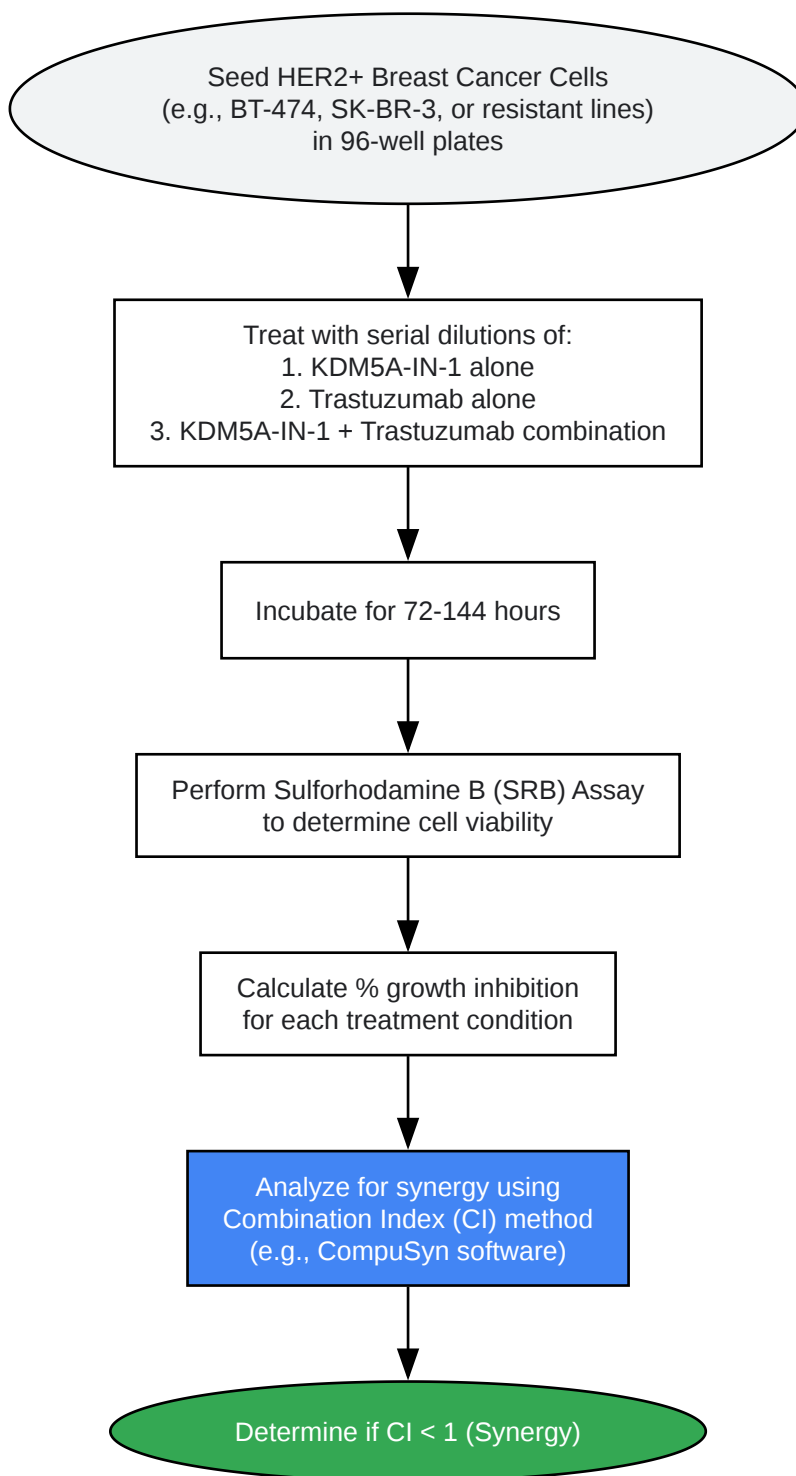 Seed HER2+ Breast Cancer Cells
(e.g., BT-474, SK-BR-3, or resistant lines)
in 96-well plates
Treat with serial dilutions of:
1. KDM5A-IN-1 alone
2. Trastuzumab alone
3. KDM5A-IN-1 + Trastuzumab combination
Incubate for 72-144 hours
Perform Sulforhodamine B (SRB) Assay
to determine cell viability
Calculate % growth inhibition
for each treatment condition
Analyze for synergy using
Combination Index (CI) method
(e.g., CompuSyn software)
Determine if CI < 1 (Synergy)